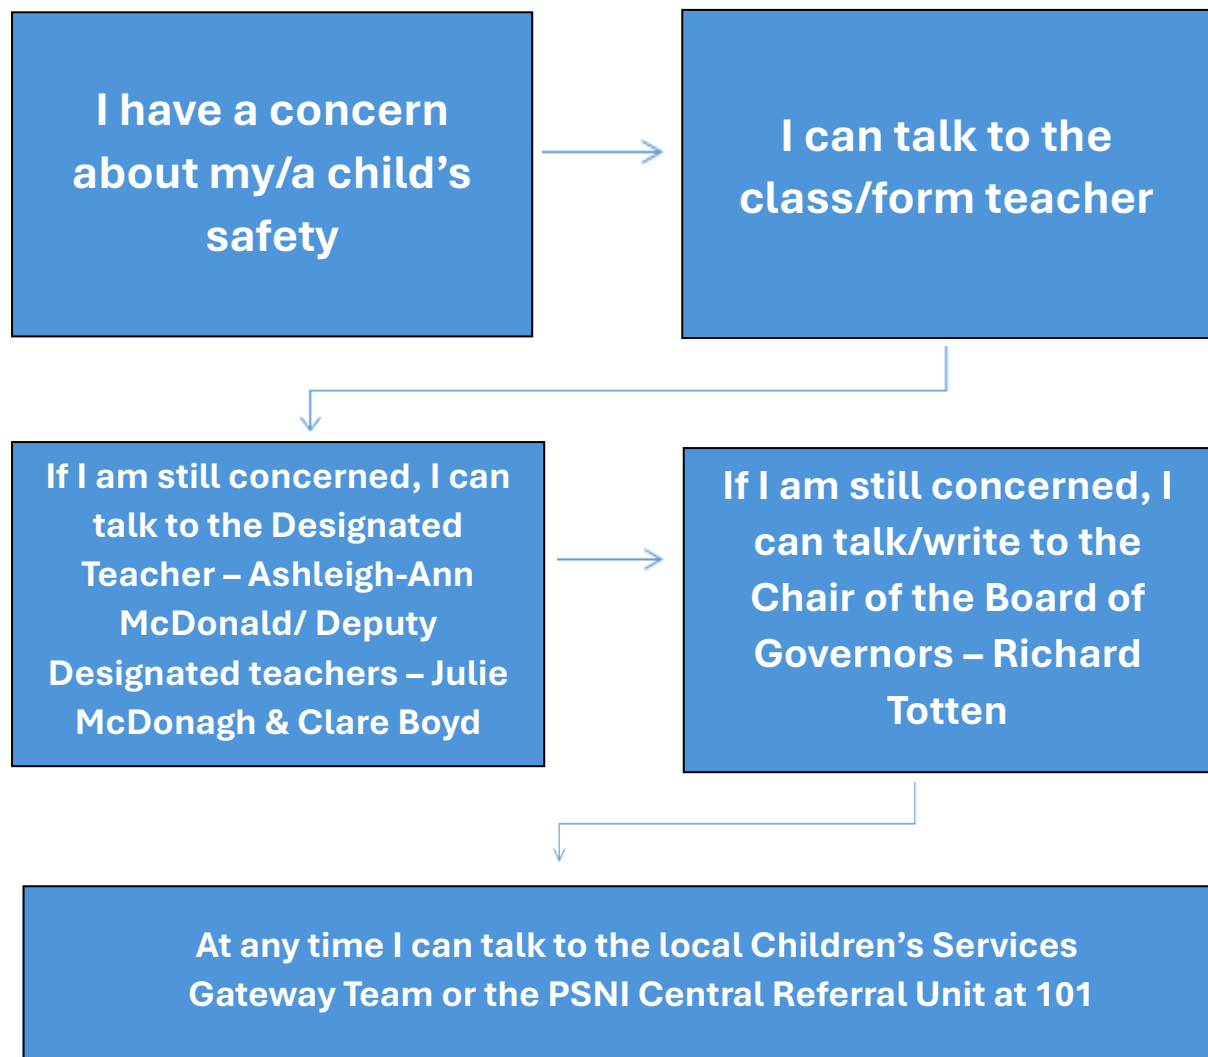 I have a concern
about my/a child’s
safety
I can talk to the
class/form teacher
If I am still concerned, I can
talk to the Designated
Teacher – Ashleigh-Ann
McDonald/ Deputy
Designated teachers – Julie
McDonagh & Clare Boyd
If I am still concerned, I
can talk/write to the
Chair of the Board of
Governors – Richard
Totten
At any time I can talk to the local Children’s Services
Gateway Team or the PSNI Central Referral Unit at 101